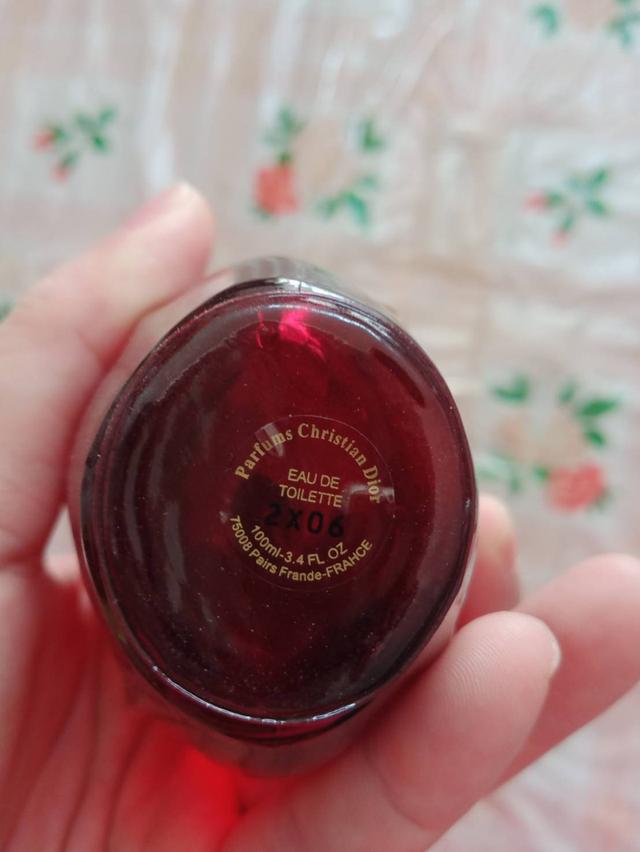 Parfums Christian Dior
EAU DE
TOILETTE
2X06
100ml-3.4 FL OZ
75008 Pairs Frande-FRAHCE